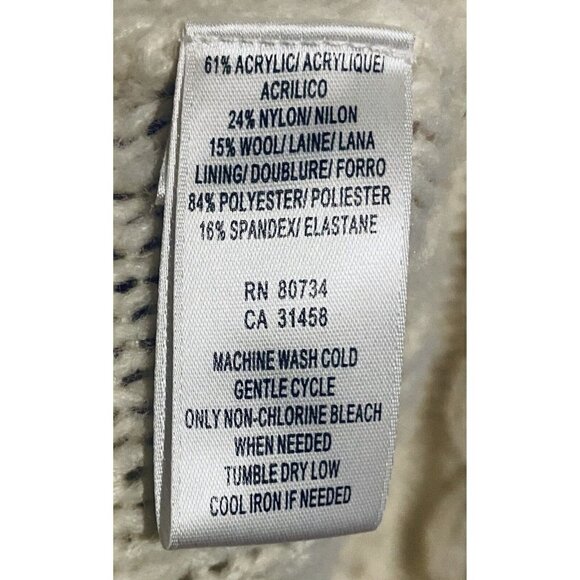 61% ACRYLIC/ ACRYLIQUE/
ACRILICO
24% NYLON/ NILON
15% WOOL/ LAINE/ LANA
LINING/ DOUBLURE/ FORRO
84% POLYESTER/ POLIESTER
16% SPANDEX/ ELASTANE
RN 80734
CA 31458
MACHINE WASH COLD
GENTLE CYCLE
ONLY NON-CHLORINE BLEACH
WHEN NEEDED
TUMBLE DRY LOW
COOL IRON IF NEEDED